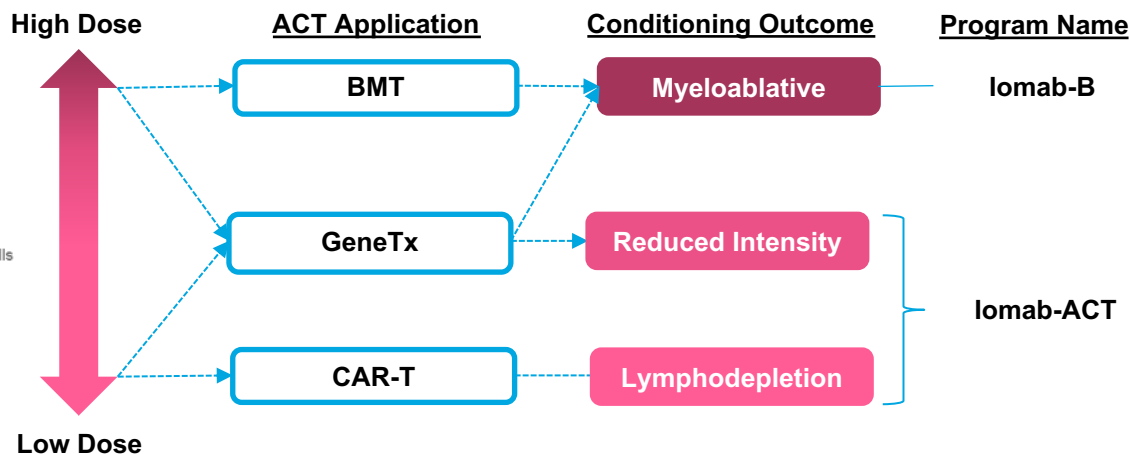 High Dose
ACT Application
Conditioning Outcome
Program Name
BMT
Myeloablative
Iomab-B
GeneTx
Reduced Intensity
lls
Iomab-ACT
CAR-T
Lymphodepletion
Low Dose